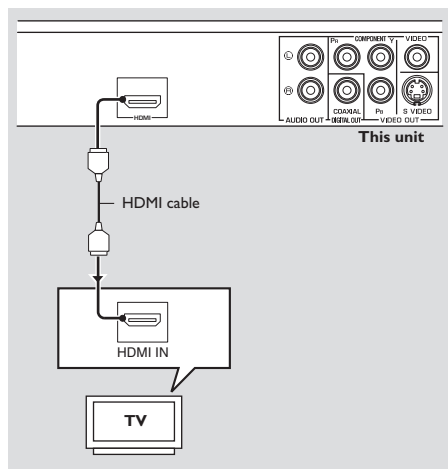 PR COMPONENT Y VIDEO
L
R
COAXIAL PB S VIDEO
HDMI
AUDIO OUT DIGITAL OUT VIDEO OUT
This unit
HDMI cable
HDMI IN
TV